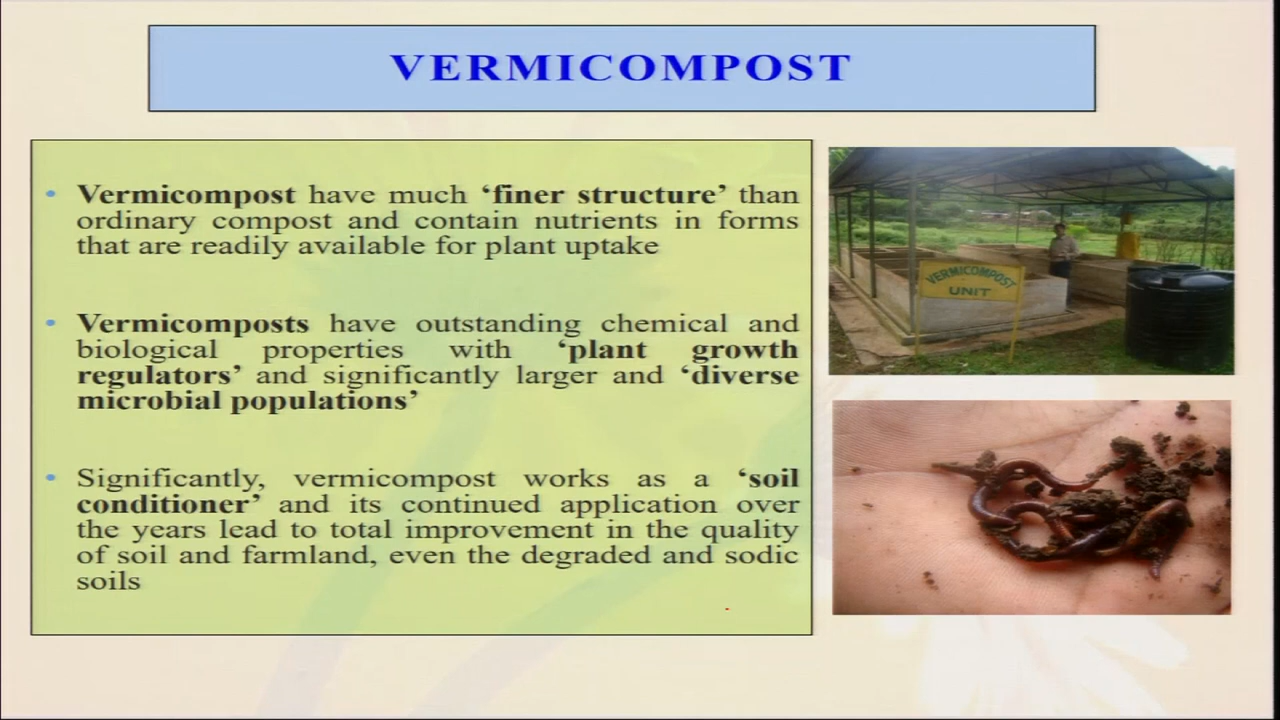 VERMICOMPOST
• Vermicompost have much ‘finer structure’ than
ordinary compost and contain nutrients in forms
that are readily available for plant uptake
• Vermicomposts have outstanding chemical and
biological properties with ‘plant growth
regulators’ and significantly larger and ‘diverse
microbial populations’
• Significantly, vermicompost works as a ‘soil
conditioner’ and its continued application over
the years lead to total improvement in the quality
of soil and farmland, even the degraded and sodic
soils
VERMICOMPOST
UNIT